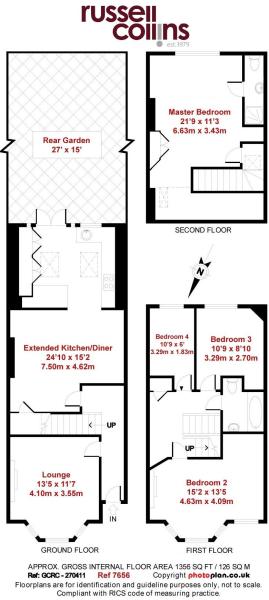 russell
collins
est.1979
Rear Garden
27' x 15'
Master Bedroom
21'9 x 11'3
6.63m x 3.43m
SECOND FLOOR
N
Extended Kitchen/Diner
24'10 x 15'2
7.50m x 4.62m
UP
Lounge
13'5 x 11'7
4.10m x 3.55m
IN
GROUND FLOOR
Bedroom 4
10'9 x 6'
3.29m x 1.83m
Bedroom 3
10'9 x 8'10
3.29m x 2.70m
UP
Bedroom 2
15'2 x 13'5
4.63m x 4.09m
FIRST FLOOR
APPROX. GROSS INTERNAL FLOOR AREA 1356 SQ FT / 126 SQ M
Ref: GCRC - 270411 Ref 7656 Copyright photoplan.co.uk
Floorplans are for identification and guideline purposes only, not to scale.
Compliant with RICS code of measuring practice.